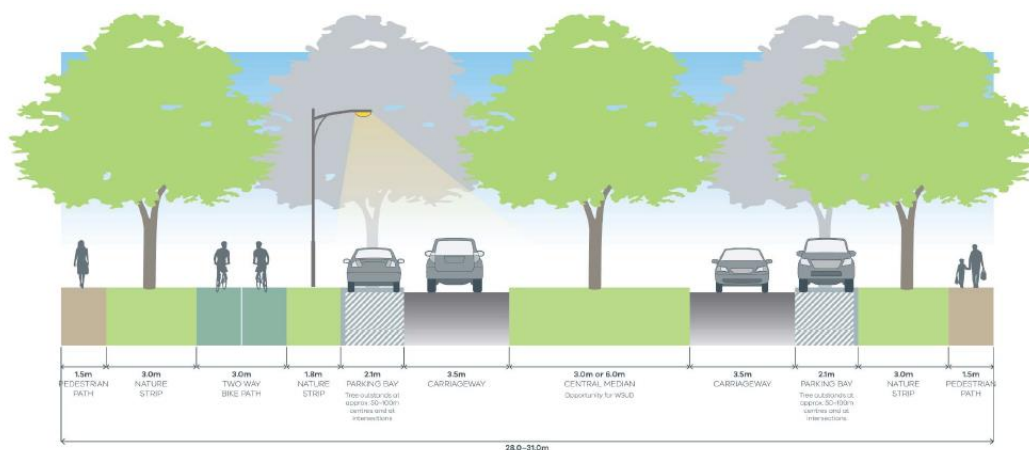 1.5m
PEDESTRIAN
PATH
3.0m
NATURE
STRIP
3.0m
TWO-WAY
BIKE PATH
1.8m
NATURE
STRIP
2.1m
PARKING BAY
Tree outstands at
approx. 50-100m
centres and at
intersections
3.5m
CARRIAGEWAY
3.0m or 6.0m
CENTRAL MEDIAN
Opportunity for WSUD
3.5m
CARRIAGEWAY
2.1m
PARKING BAY
Tree outstands at
approx. 50-100m
centres and at
intersections
3.0m
NATURE
STRIP
1.5m
PEDESTRIAN
PATH
28.0-31.0m